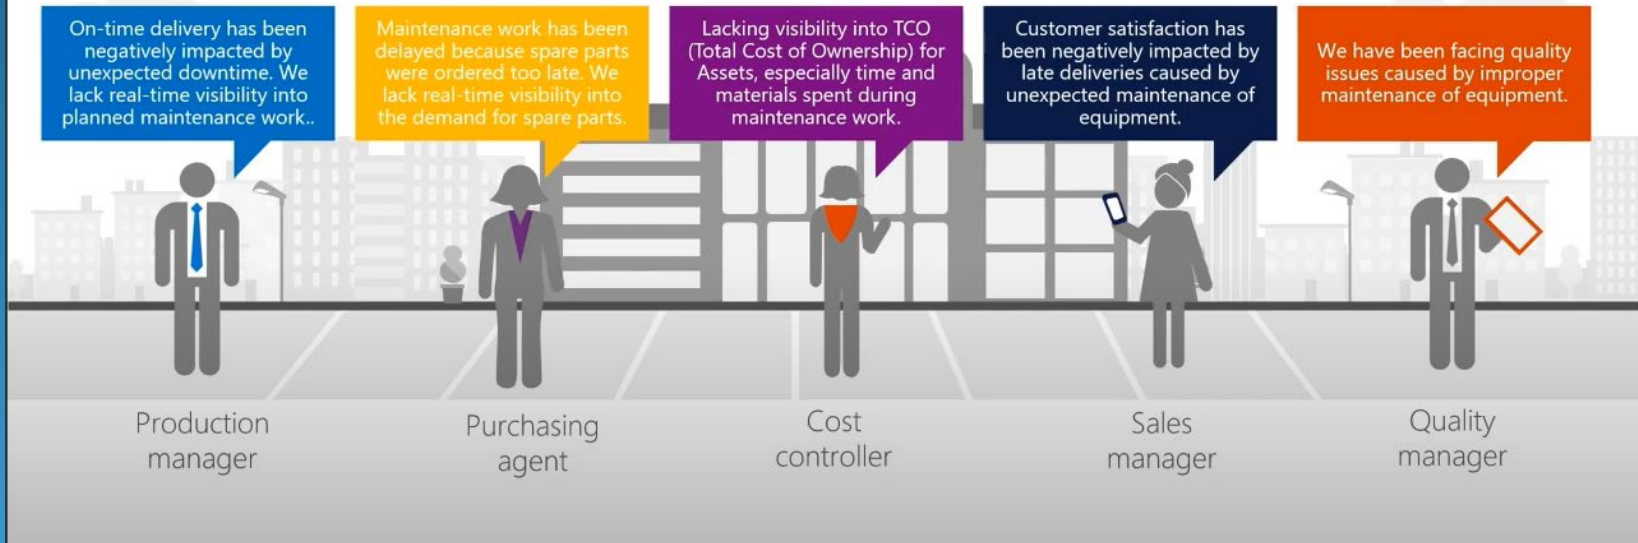 On-time delivery has been
negatively impacted by
unexpected downtime. We
lack real-time visibility into
planned maintenance work..
Maintenance work has been
delayed because spare parts
were ordered too late. We
lack real-time visibility into
the demand for spare parts.
Lacking visibility into TCO
(Total Cost of Ownership) for
Assets, especially time and
materials spent during
maintenance work.
Customer satisfaction has
been negatively impacted by
late deliveries caused by
unexpected maintenance of
equipment.
We have been facing quality
issues caused by improper
maintenance of equipment.
Production
manager
Purchasing
agent
Cost
controller
Sales
manager
Quality
manager